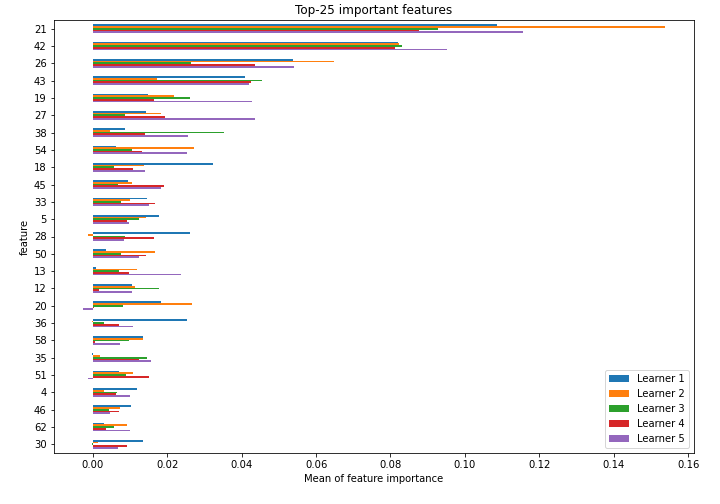 Top-25 important features
21
42
26
43
19
27
38
54
18
45
33
5
28
50
13
12
20
36
58
35
51
4
46
62
30
feature
0.00 0.02 0.04 0.06 0.08 0.10 0.12 0.14 0.16
Mean of feature importance
Learner 1
Learner 2
Learner 3
Learner 4
Learner 5